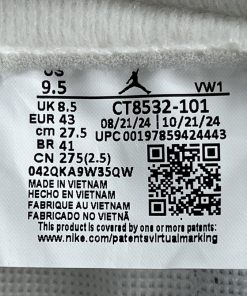 US
9.5
VW1
UK 8.5
EUR 43
cm 27.5
BR 41
CN 275(2.5)
CT8532-101
08/21/24 10/21/24
UPC 00197859424443
042QKA9W35QW
MADE IN VIETNAM
HECHO EN VIETNAM
FABRIQUÉ AU VIETNAM
FABRICADO NO VIETNÃ
This product is covered by one or more patents. See
www.nike.com/patentsvirtualmarking